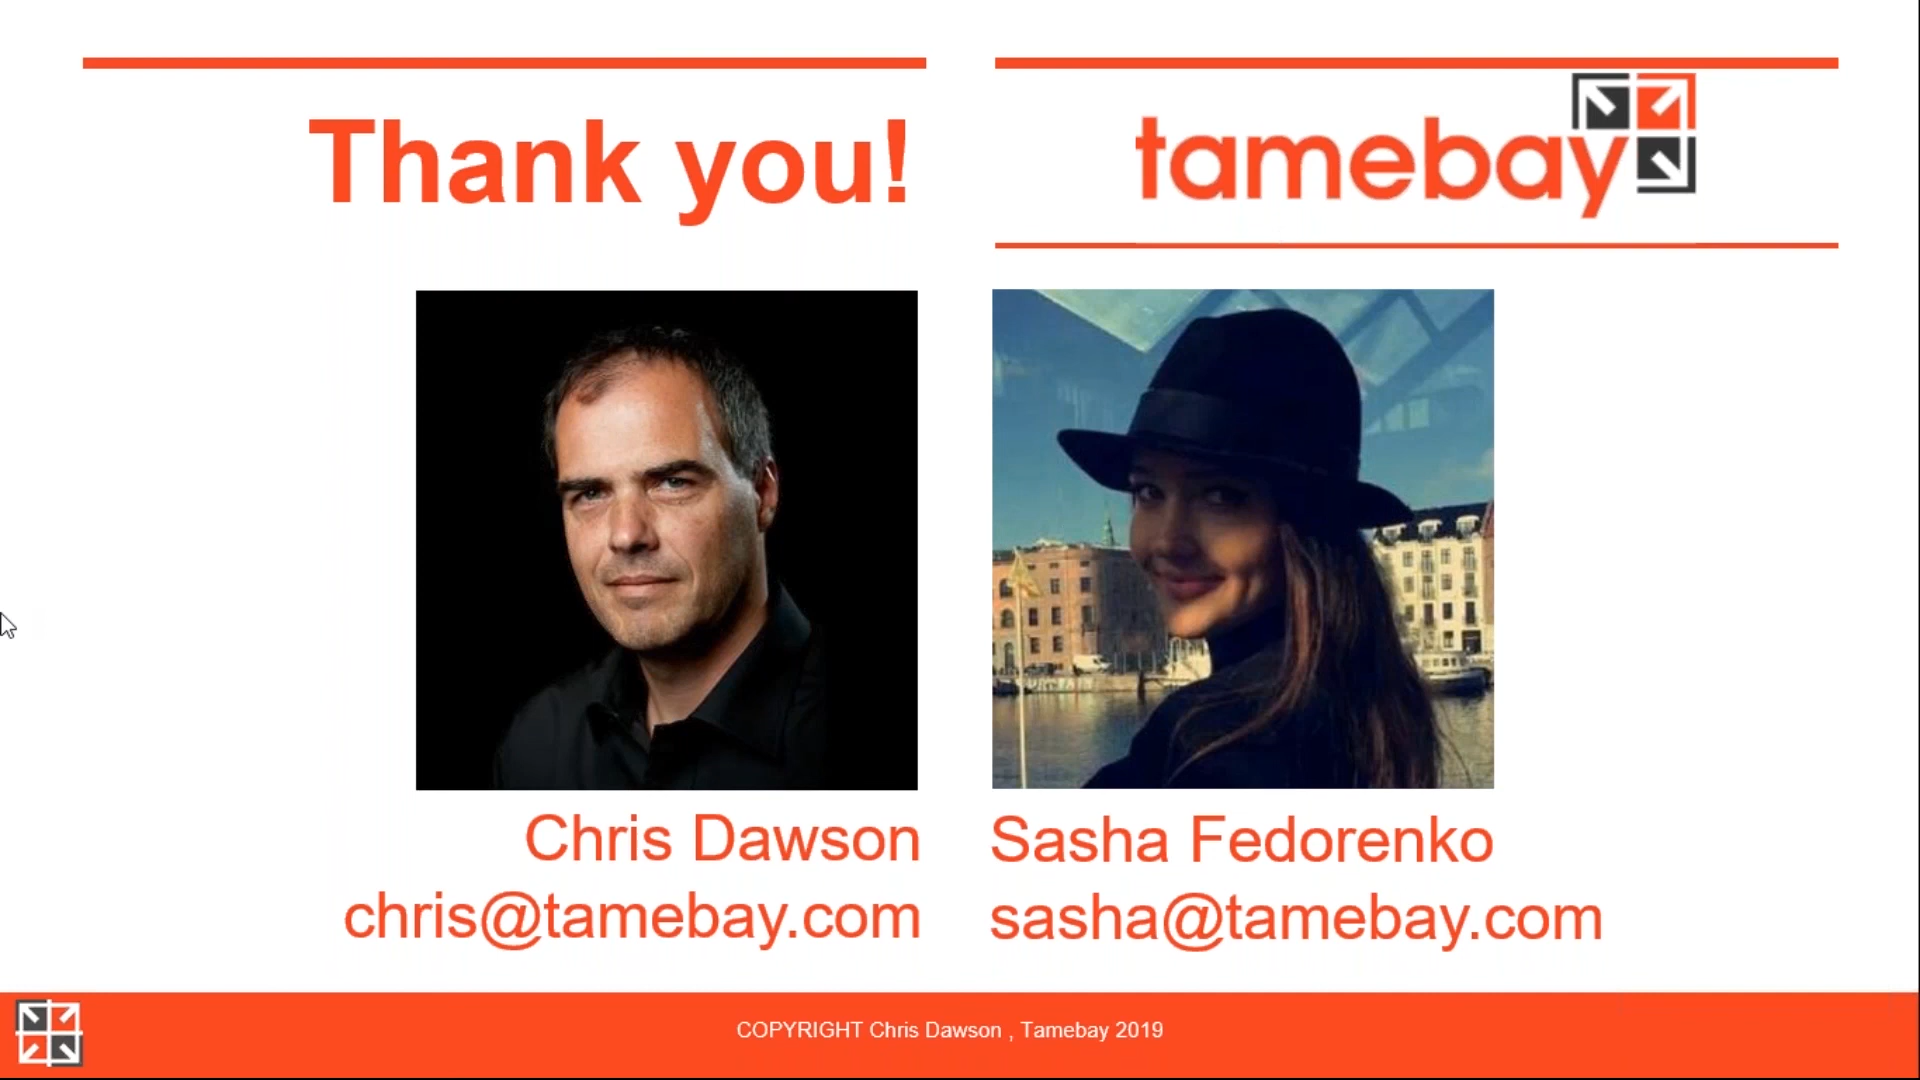 Thank you!
tamebay
Chris Dawson
chris@tamebay.com
Sasha Fedorenko
sasha@tamebay.com
COPYRIGHT Chris Dawson , Tamebay 2019